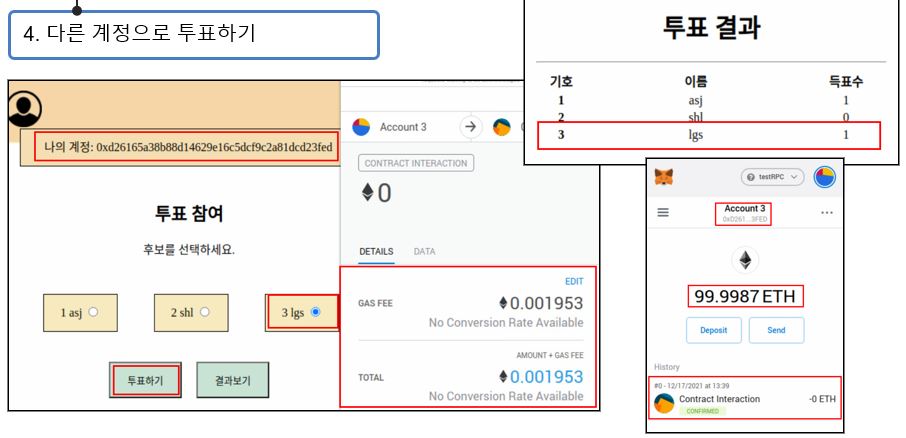 4. 다른 계정으로 투표하기
나의 계정: 0xd26165a38b88d14629e16c5dcf9c2a81dcd23fed
투표 참여
후보를 선택하세요.
1 asj
2 shl
3 lgs
투표하기
결과보기
Account 3
CONTRACT INTERACTION
0
DETAILS
DATA
EDIT
GAS FEE
0.001953
No Conversion Rate Available
AMOUNT + GAS FEE
TOTAL
0.001953
No Conversion Rate Available
투표 결과
기호 이름 득표수
1 asj 1
2 shl 0
3 lgs 1
testRPC
Account 3
0xD261...3FED
99.9987 ETH
Deposit
Send
History
#0 - 12/17/2021 at 13:39
Contract Interaction
-0 ETH
CONFIRMED